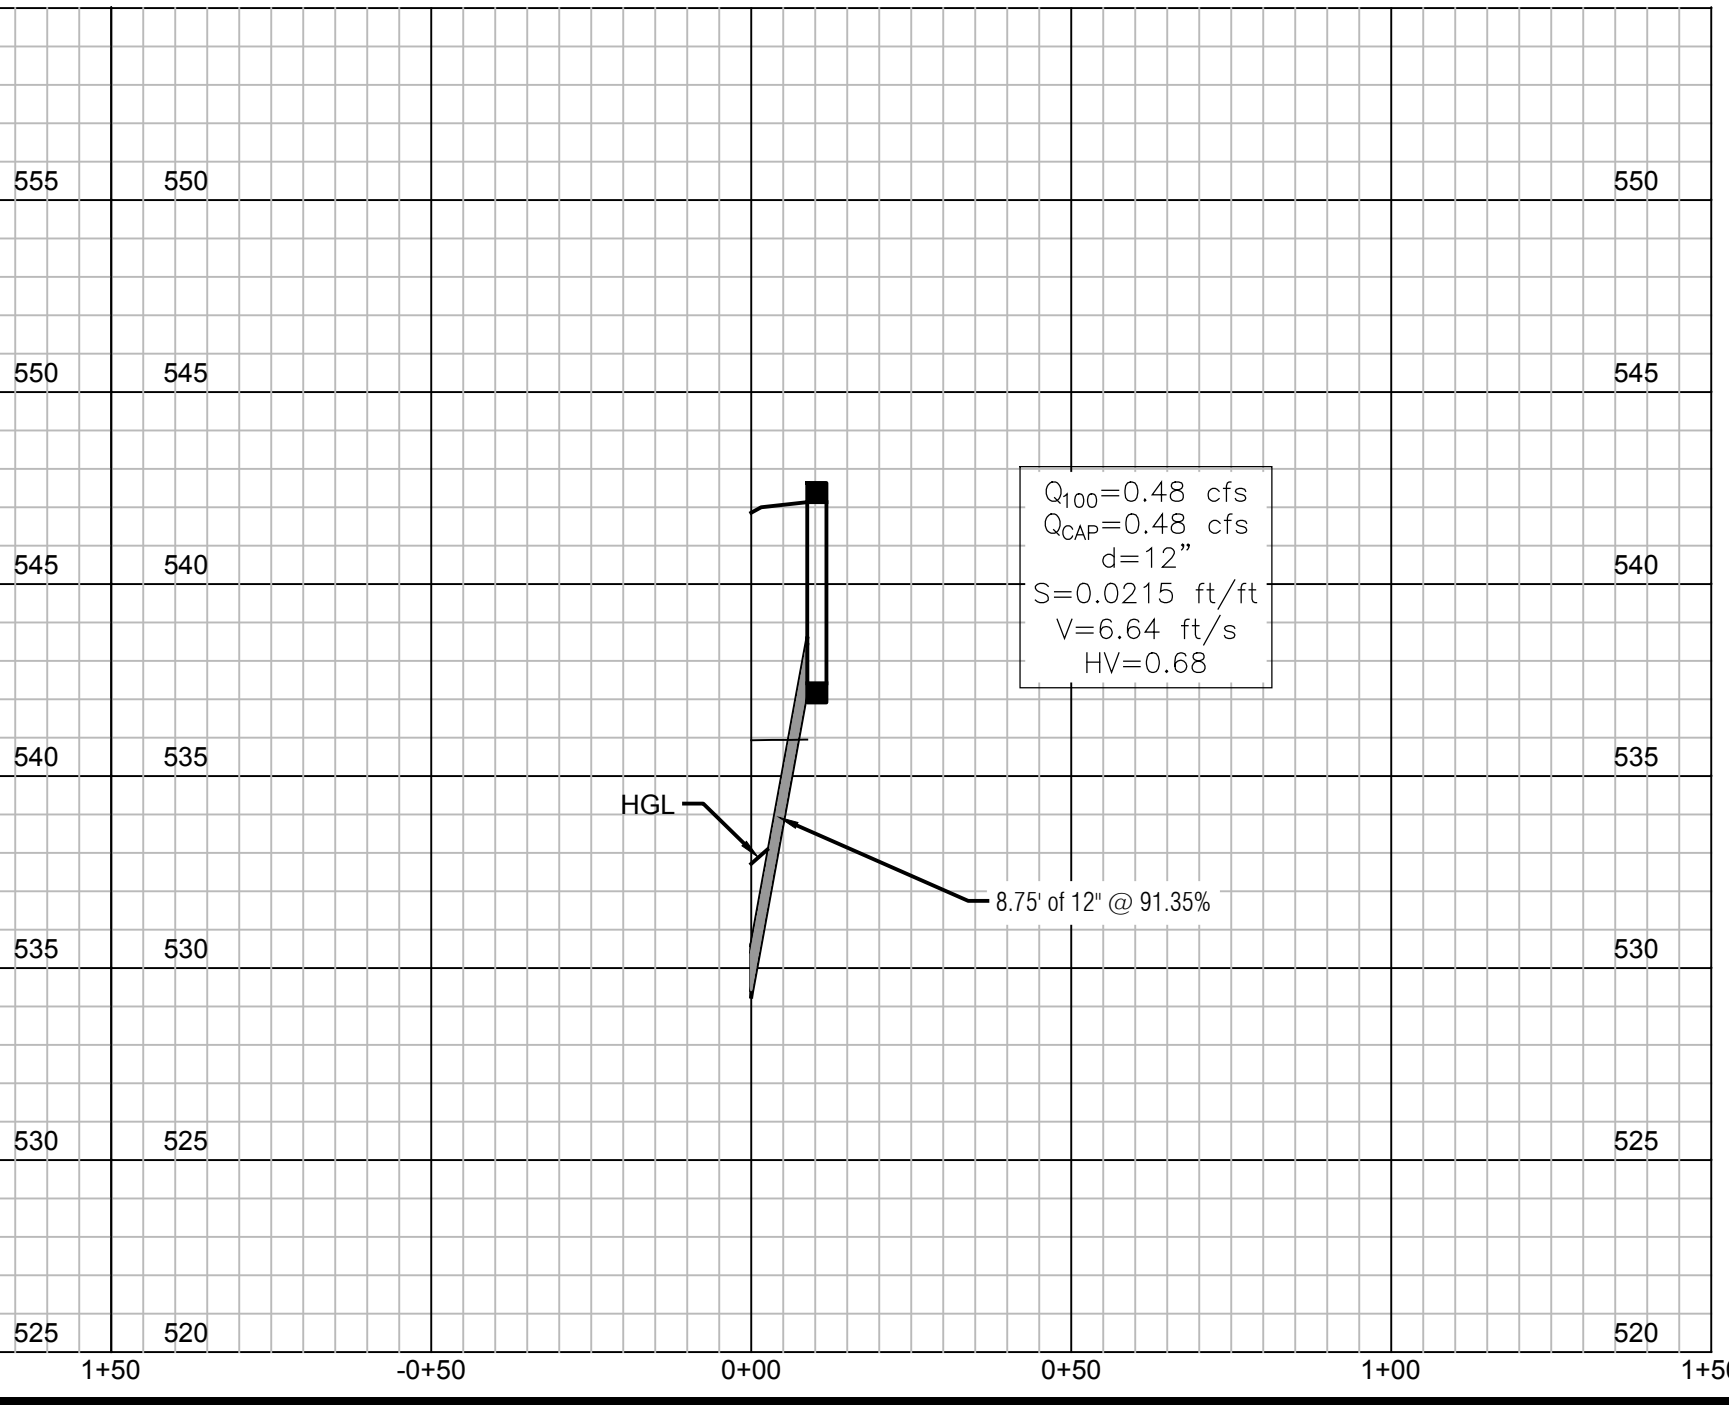 555 550 550
550 545 545
Q100=0.48 cfs
QCAP=0.48 cfs
d=12"
S=0.0215 ft/ft
V=6.64 ft/s
HV=0.68
545 540 540
540 535 535
HGL
8.75' of 12" @ 91.35%
535 530 530
530 525 525
525 520 520
1+50 -0+50 0+00 0+50 1+00